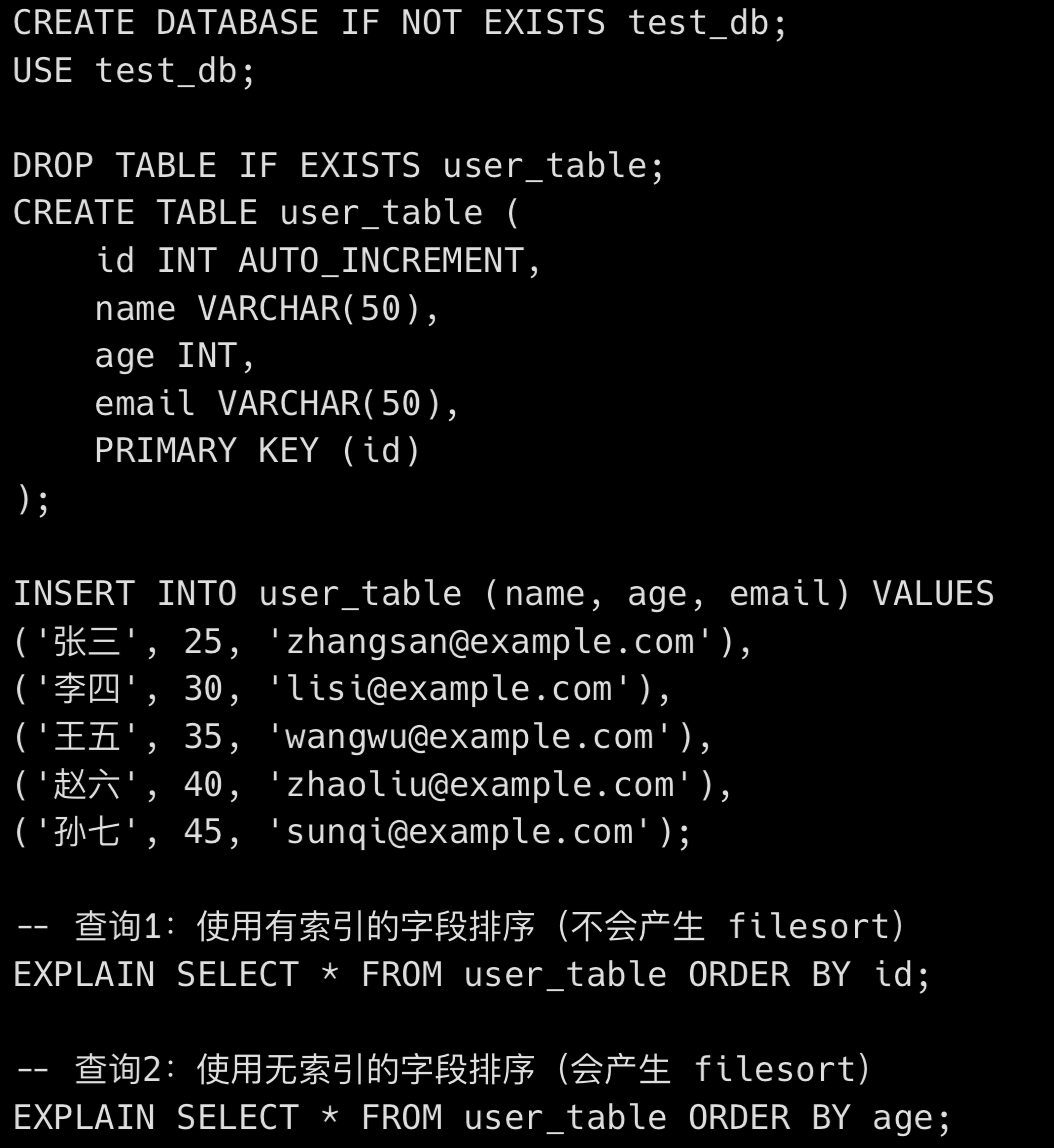 CREATE DATABASE IF NOT EXISTS test_db;
USE test_db;
DROP TABLE IF EXISTS user_table;
CREATE TABLE user_table (
    id INT AUTO_INCREMENT,
    name VARCHAR(50),
    age INT,
    email VARCHAR(50),
    PRIMARY KEY (id)
);
INSERT INTO user_table (name, age, email) VALUES
('张三', 25, 'zhangsan@example.com'),
('李四', 30, 'lisi@example.com'),
('王五', 35, 'wangwu@example.com'),
('赵六', 40, 'zhaoliu@example.com'),
('孙七', 45, 'sunqi@example.com');
-- 查询1：使用有索引的字段排序（不会产生 filesort）
EXPLAIN SELECT * FROM user_table ORDER BY id;
-- 查询2：使用无索引的字段排序（会产生 filesort）
EXPLAIN SELECT * FROM user_table ORDER BY age;